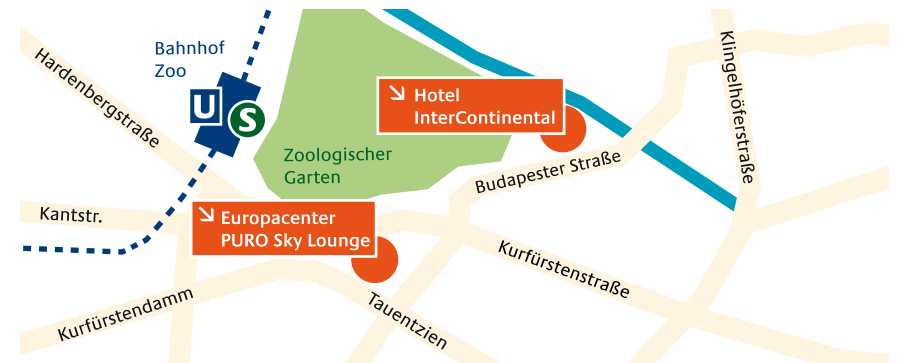 Bahnhof
Zoo
Hardenbergstraße
U
S
Hotel
InterContinental
Klingelhöferstraße
Zoologischer
Garten
Budapester Straße
Kantstr.
Europacenter
PURO Sky Lounge
Kurfürstenstraße
Kurfürstendamm
Tauentzien